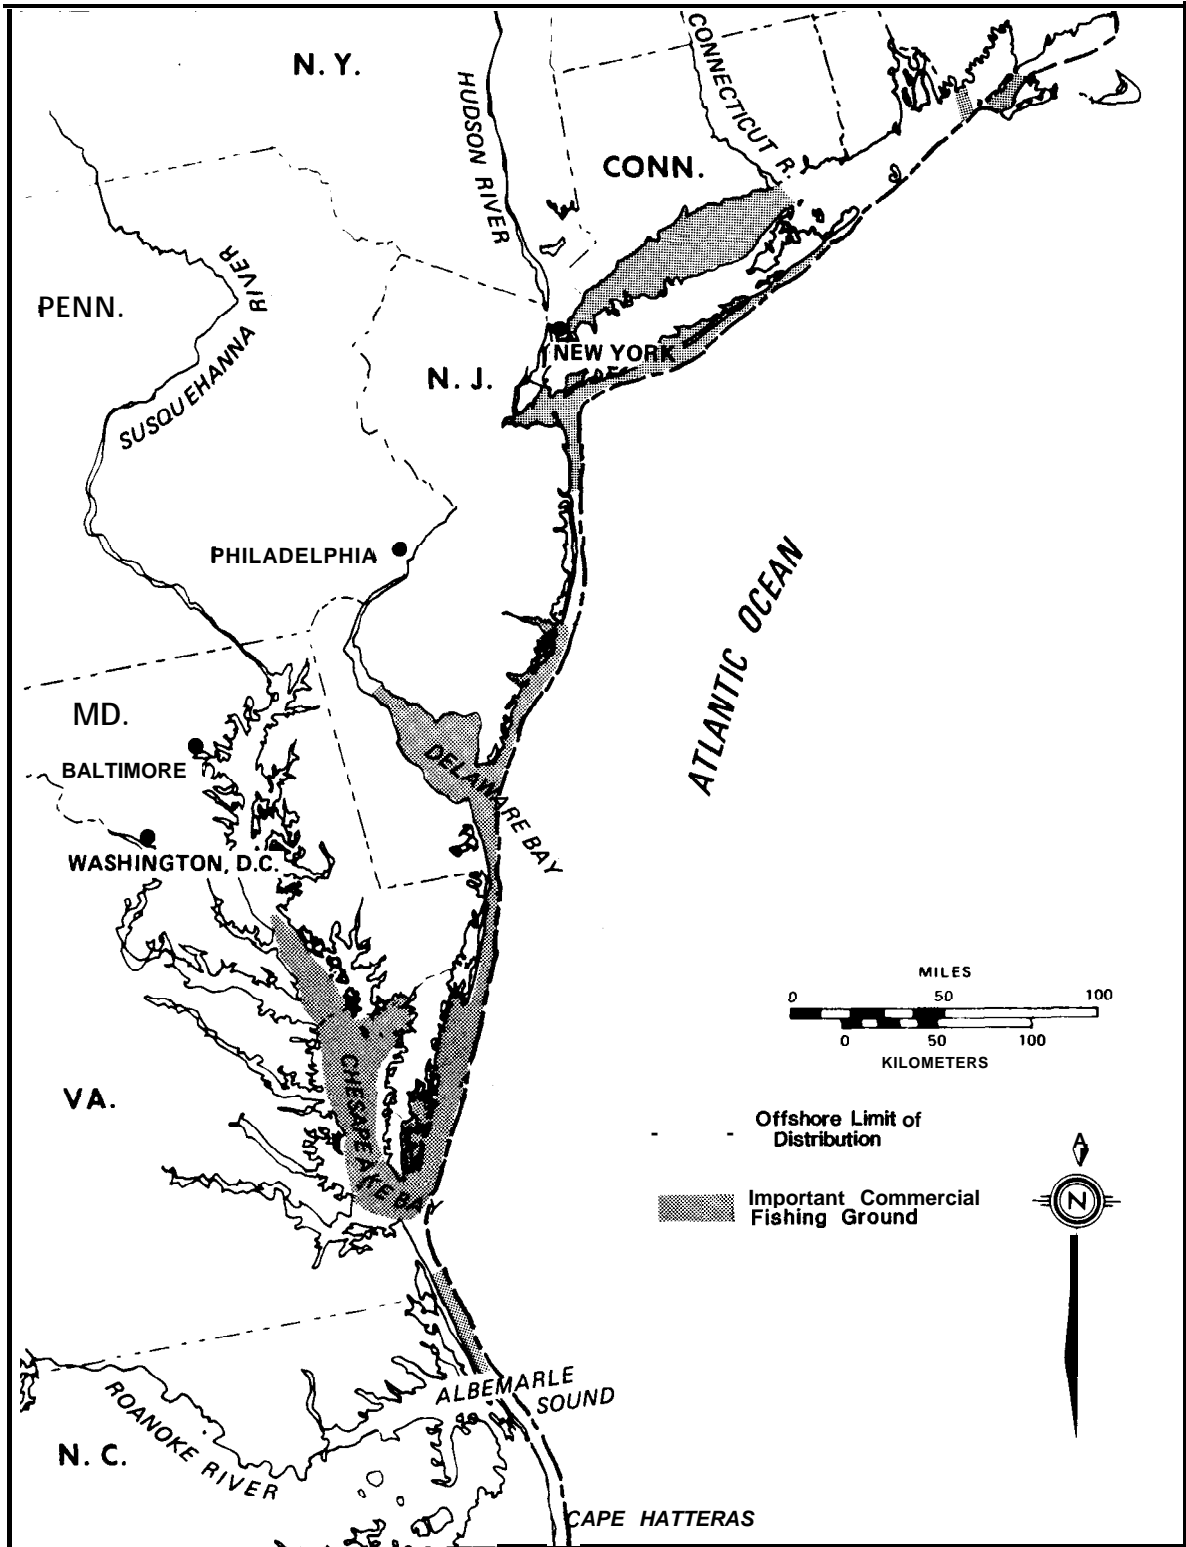 N. Y.
HUDSON RIVER
CONNECTICUT R.
CONN.
PENN.
SUSQUEHANNA RIVER
NEW YORK
N. J.
PHILADELPHIA
ATLANTIC OCEAN
MD.
BALTIMORE
DELAWARE BAY
WASHINGTON, D.C.
MILES
0 50 100
0 50 100
KILOMETERS
VA.
CHESAPEAKE BAY
Offshore Limit of
Distribution
A
N
Important Commercial
Fishing Ground
ALBEMARLE
SOUND
ROANOKE RIVER
N. C.
CAPE HATTERAS